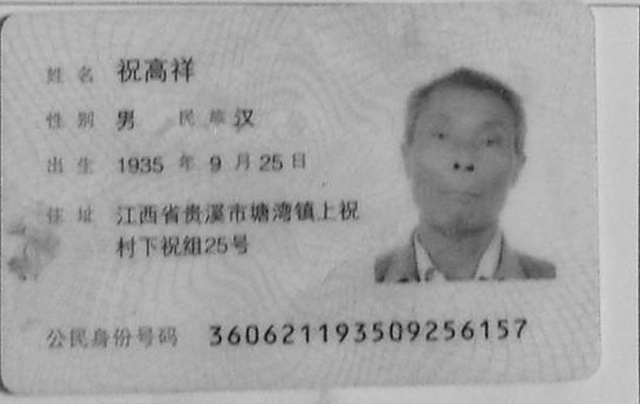 姓名 祝高祥
性别 男 民族 汉
出生 1935 年 9 月 25 日
住址 江西省贵溪市塘湾镇上祝
村下祝组25号
公民身份号码 360621193509256157